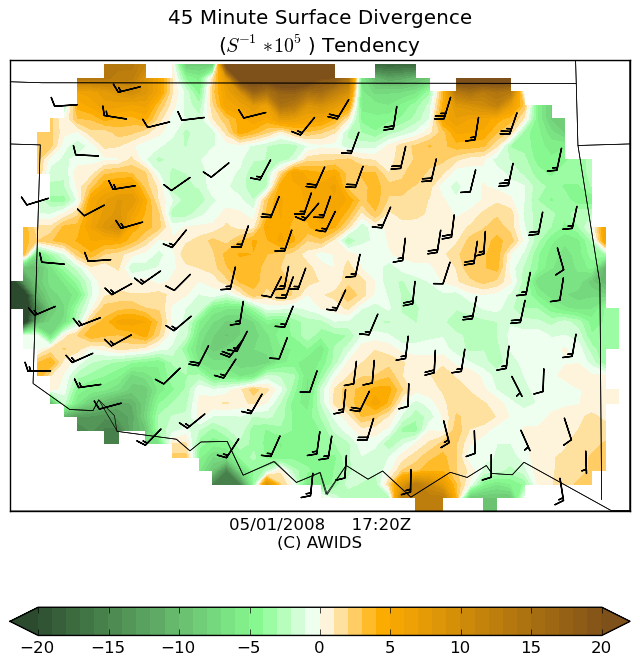 45 Minute Surface Divergence
(S⁻¹ *10⁵ ) Tendency
05/01/2008 17:20Z
(C) AWIDS
−20 −15 −10 −5 0 5 10 15 20